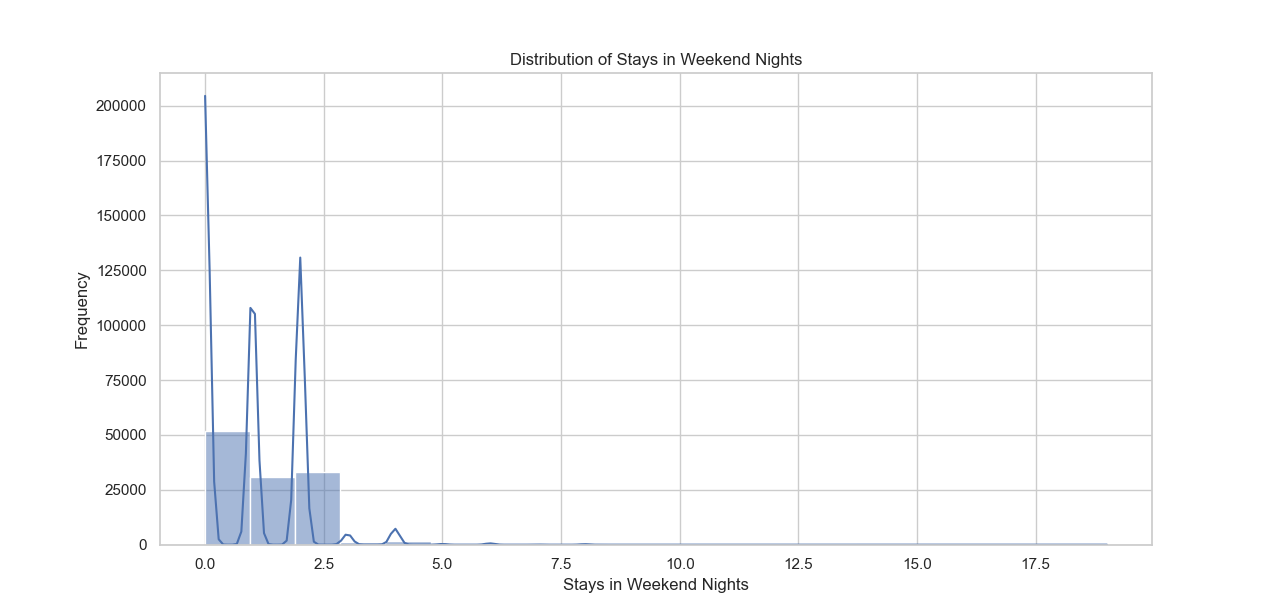 Distribution of Stays in Weekend Nights
200000
175000
150000
125000
100000
75000
50000
25000
0
Frequency
0.0 2.5 5.0 7.5 10.0 12.5 15.0 17.5
Stays in Weekend Nights